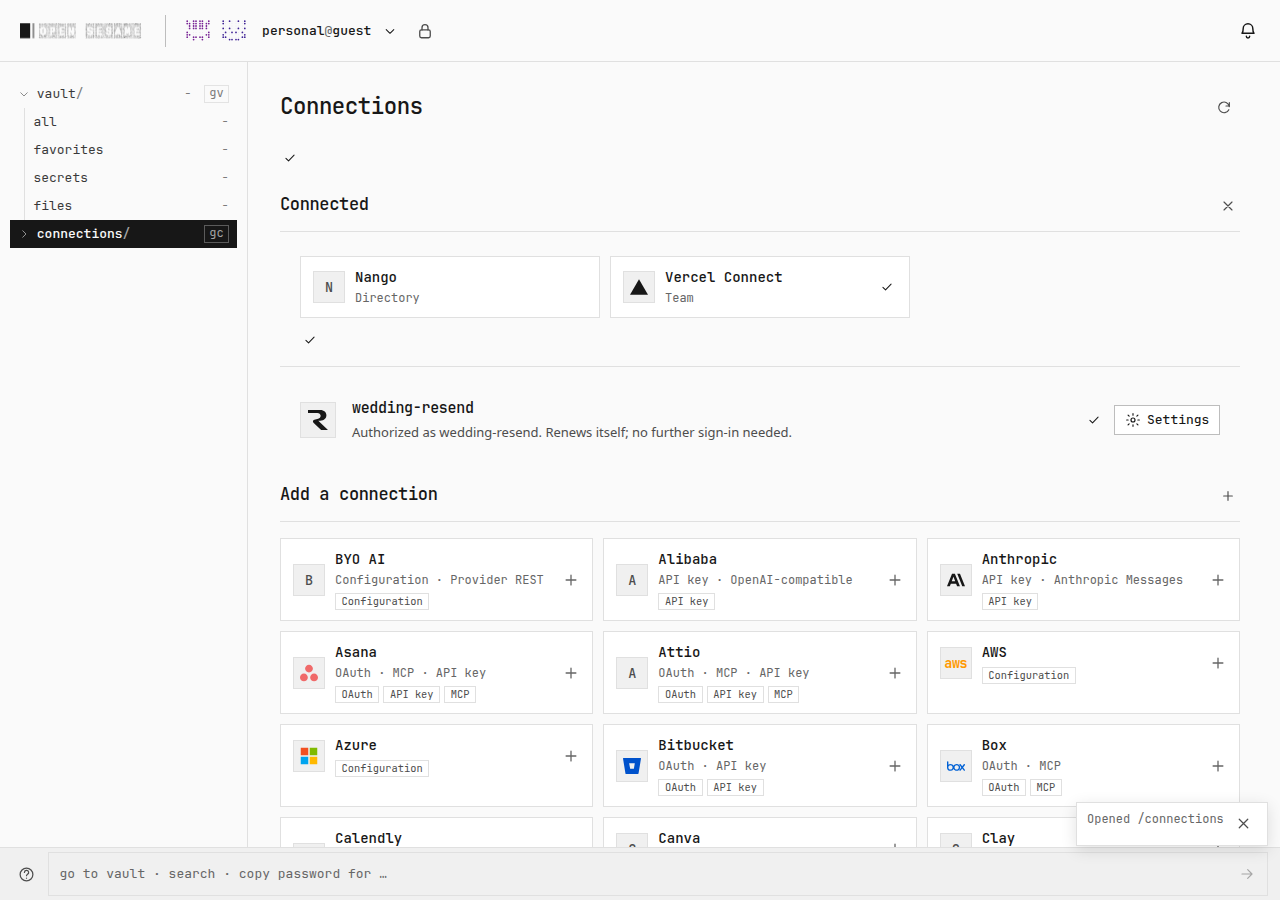 OPEN SESAME
personal@guest
vault/ - gv
all -
favorites -
secrets -
files -
connections/ gc
Connections
Connected
N
Nango
Directory
Vercel Connect
Team
wedding-resend
Authorized as wedding-resend. Renews itself; no further sign-in needed.
Settings
Add a connection
B
BYO AI
Configuration · Provider REST
Configuration
A
Alibaba
API key · OpenAI-compatible
API key
Anthropic
API key · Anthropic Messages
API key
Asana
OAuth · MCP · API key
OAuth API key MCP
A
Attio
OAuth · MCP · API key
OAuth API key MCP
aws
AWS
Configuration
Azure
Configuration
Bitbucket
OAuth · API key
OAuth API key
box
Box
OAuth · MCP
OAuth MCP
Calendly
Canva
Clay
Opened /connections
go to vault · search · copy password for …